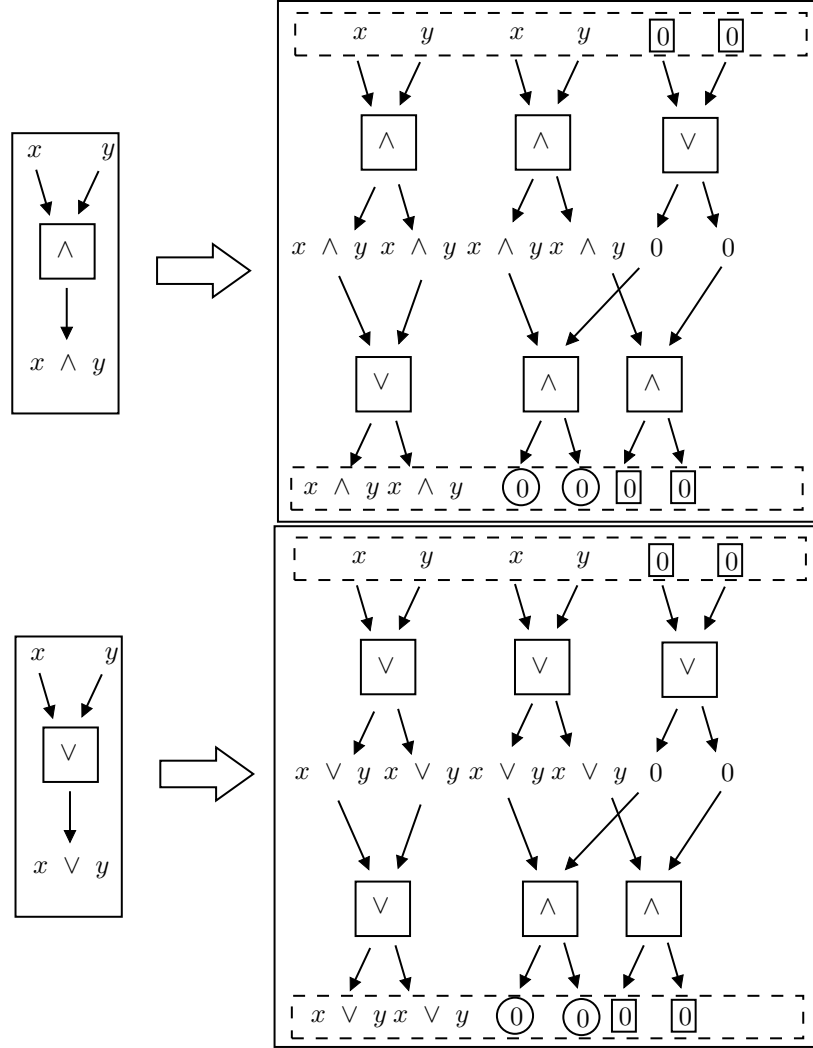 x y x y 0 0
∧ ∧ ∨
x ∧ y x ∧ y x ∧ y x ∧ y 0 0
∨ ∧ ∧
x ∧ y x ∧ y 0 0 0 0
x y
∧
x ∧ y
x y x y 0 0
∨ ∨ ∨
x ∨ y x ∨ y x ∨ y x ∨ y 0 0
∨ ∧ ∧
x ∨ y x ∨ y 0 0 0 0
x y
∨
x ∨ y